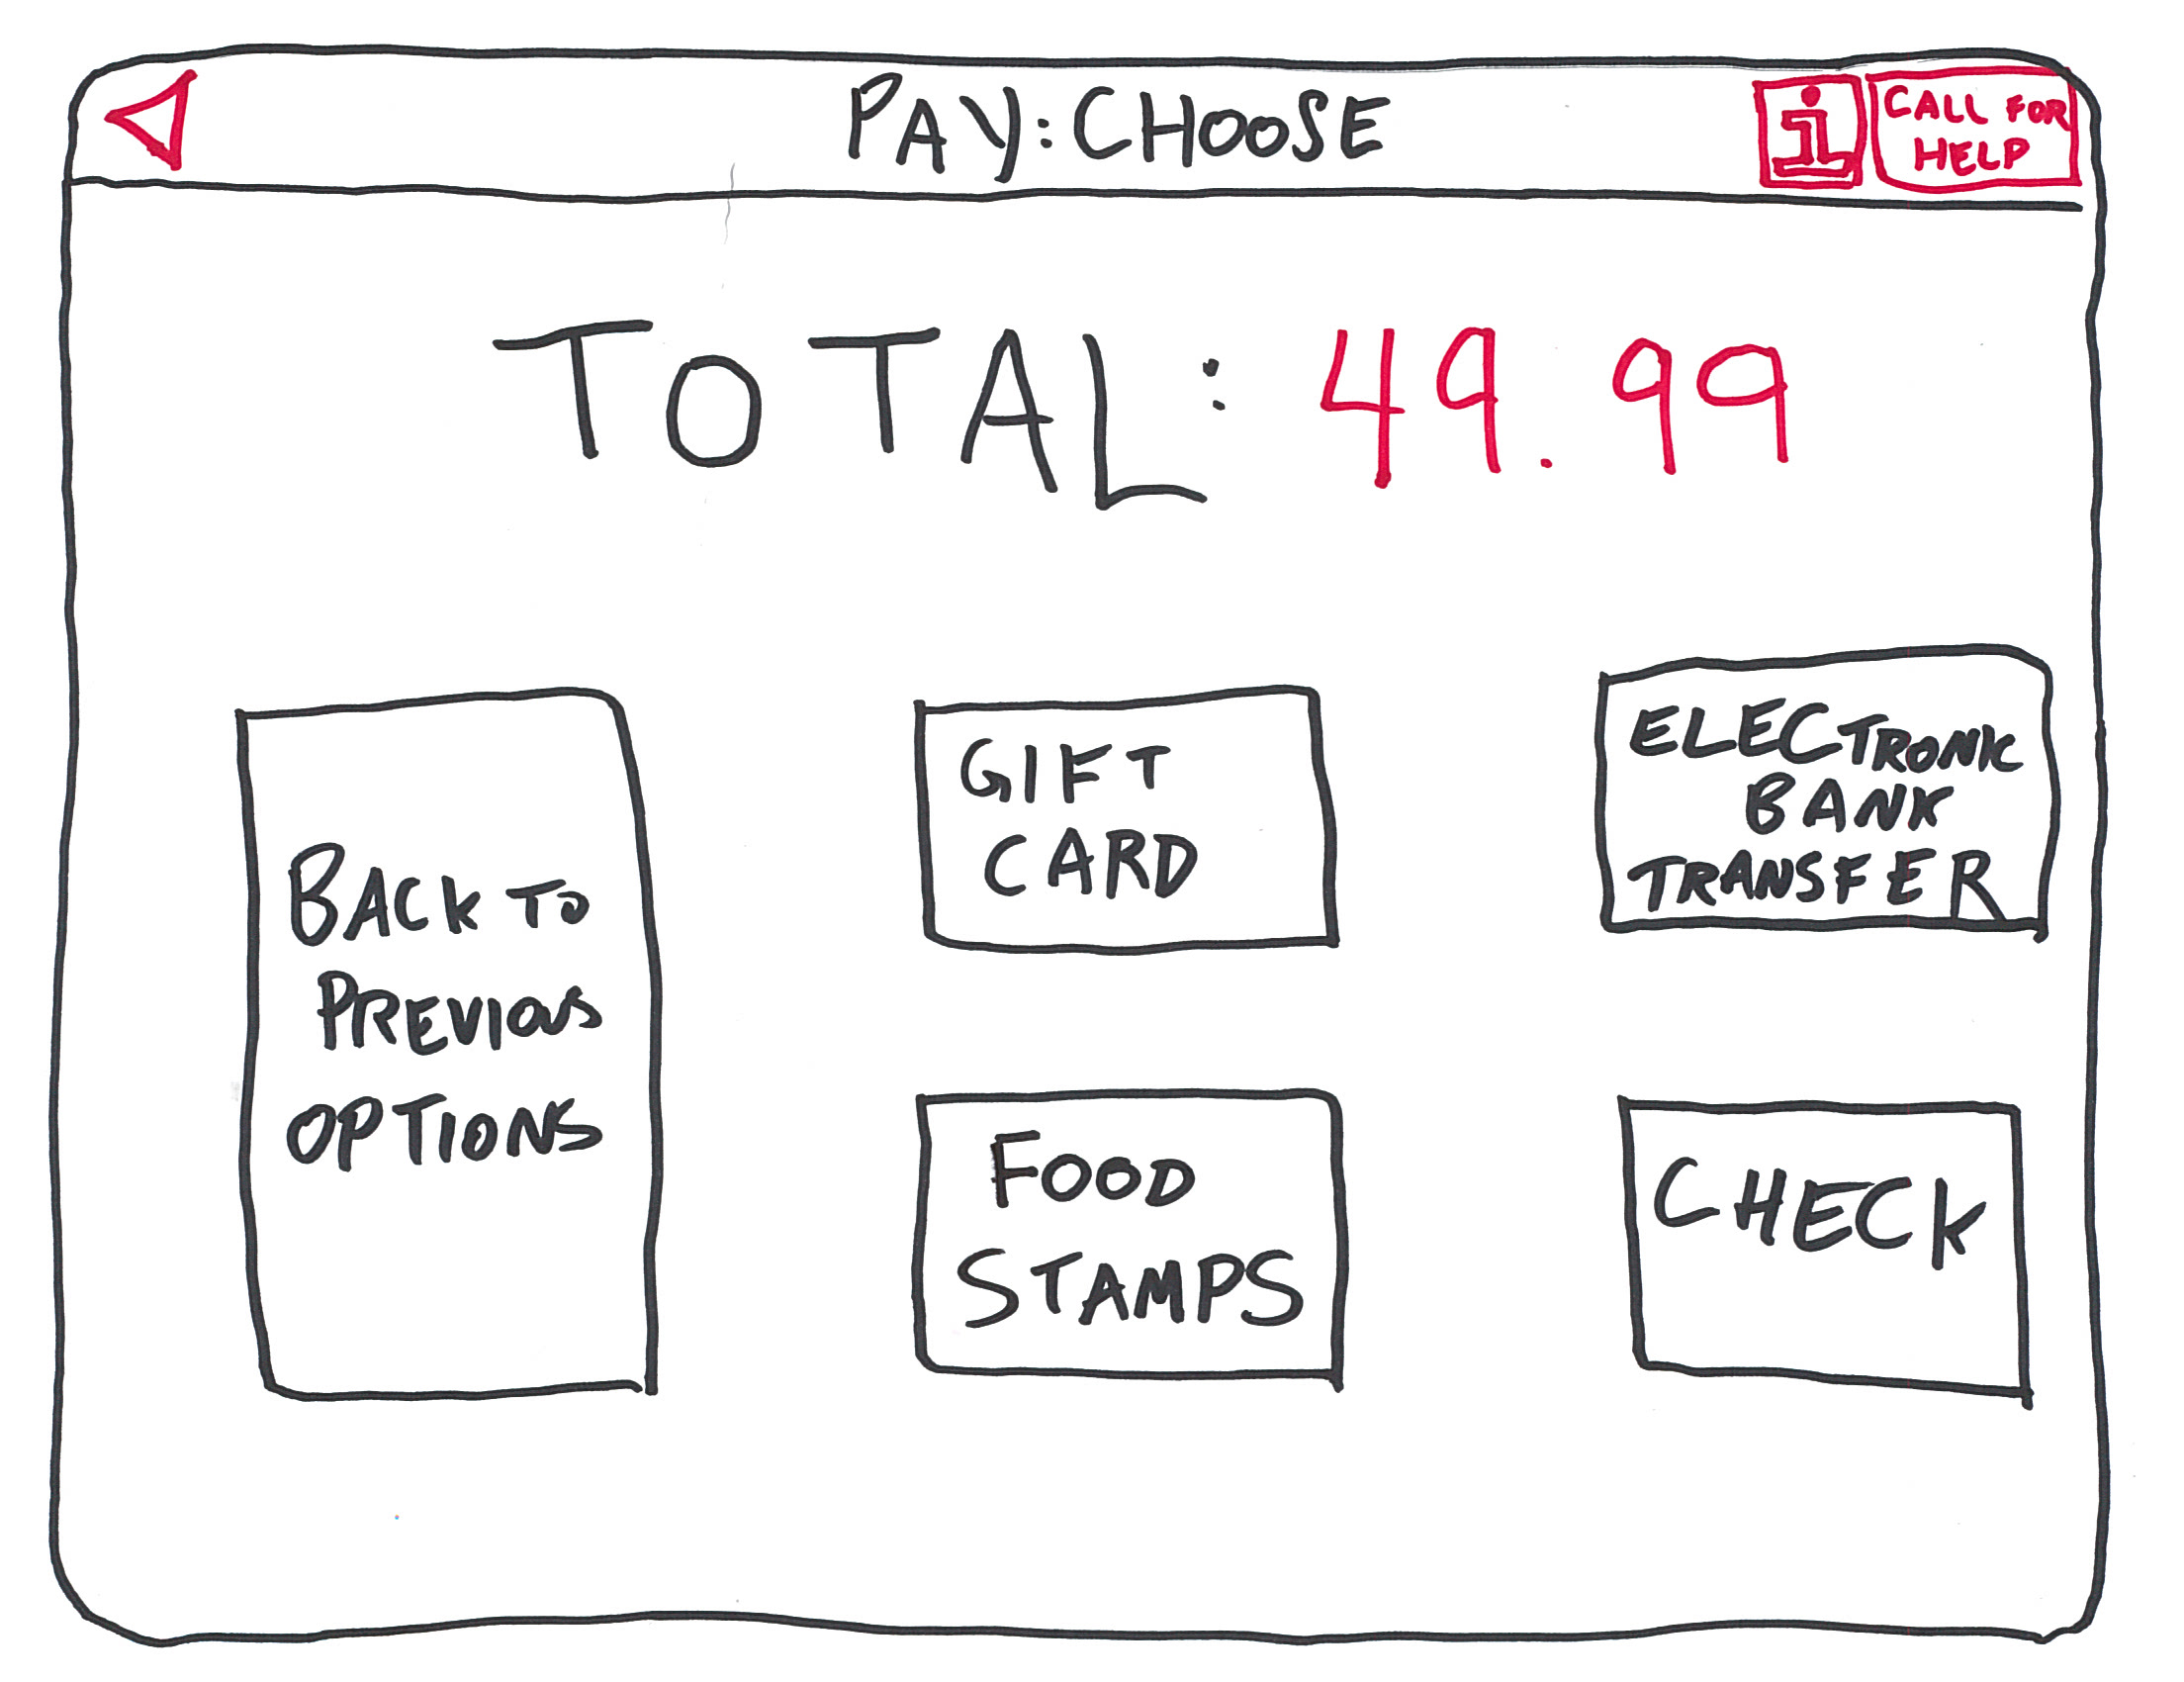 PAY: CHOOSE
i
CALL FOR
HELP
TOTAL: 49.99
BACK TO
PREVIOUS
OPTIONS
GIFT
CARD
ELECTRONIC
BANK
TRANSFER
FOOD
STAMPS
CHECK